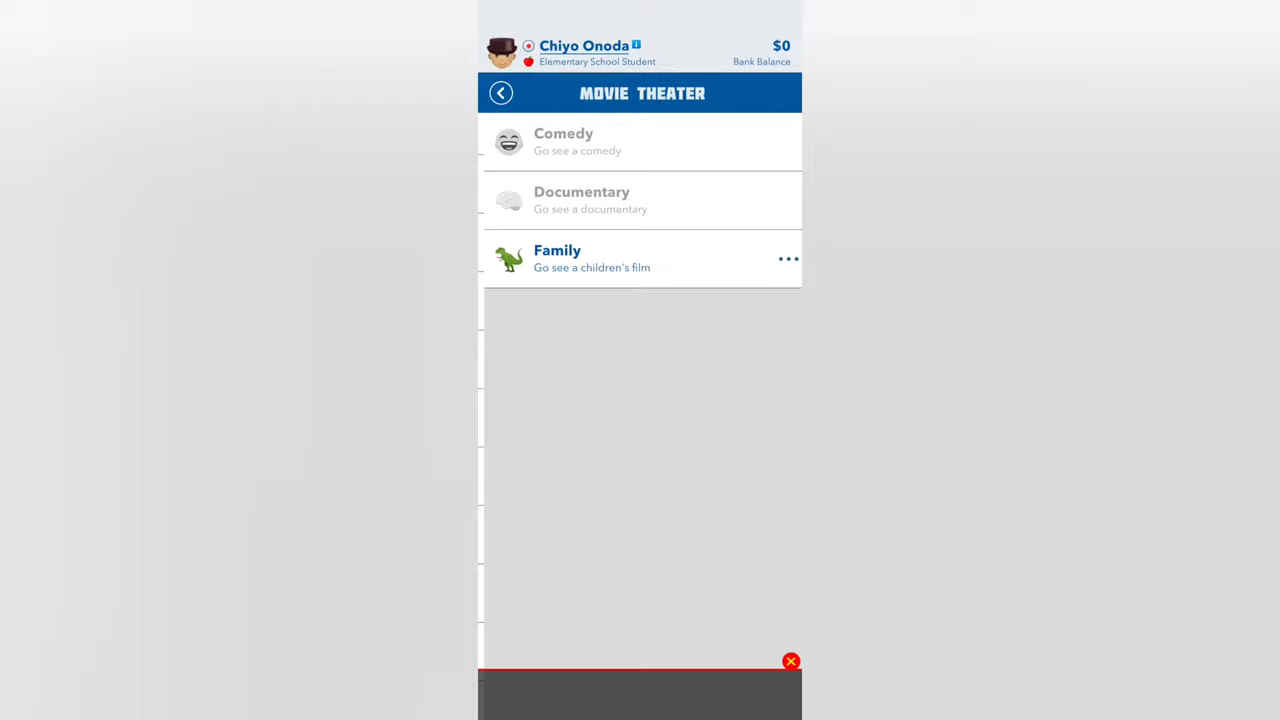 Chiyo Onoda
$0
Elementary School Student
Bank Balance
MOVIE THEATER
Comedy
Go see a comedy
Documentary
Go see a documentary
Family
Go see a children's film